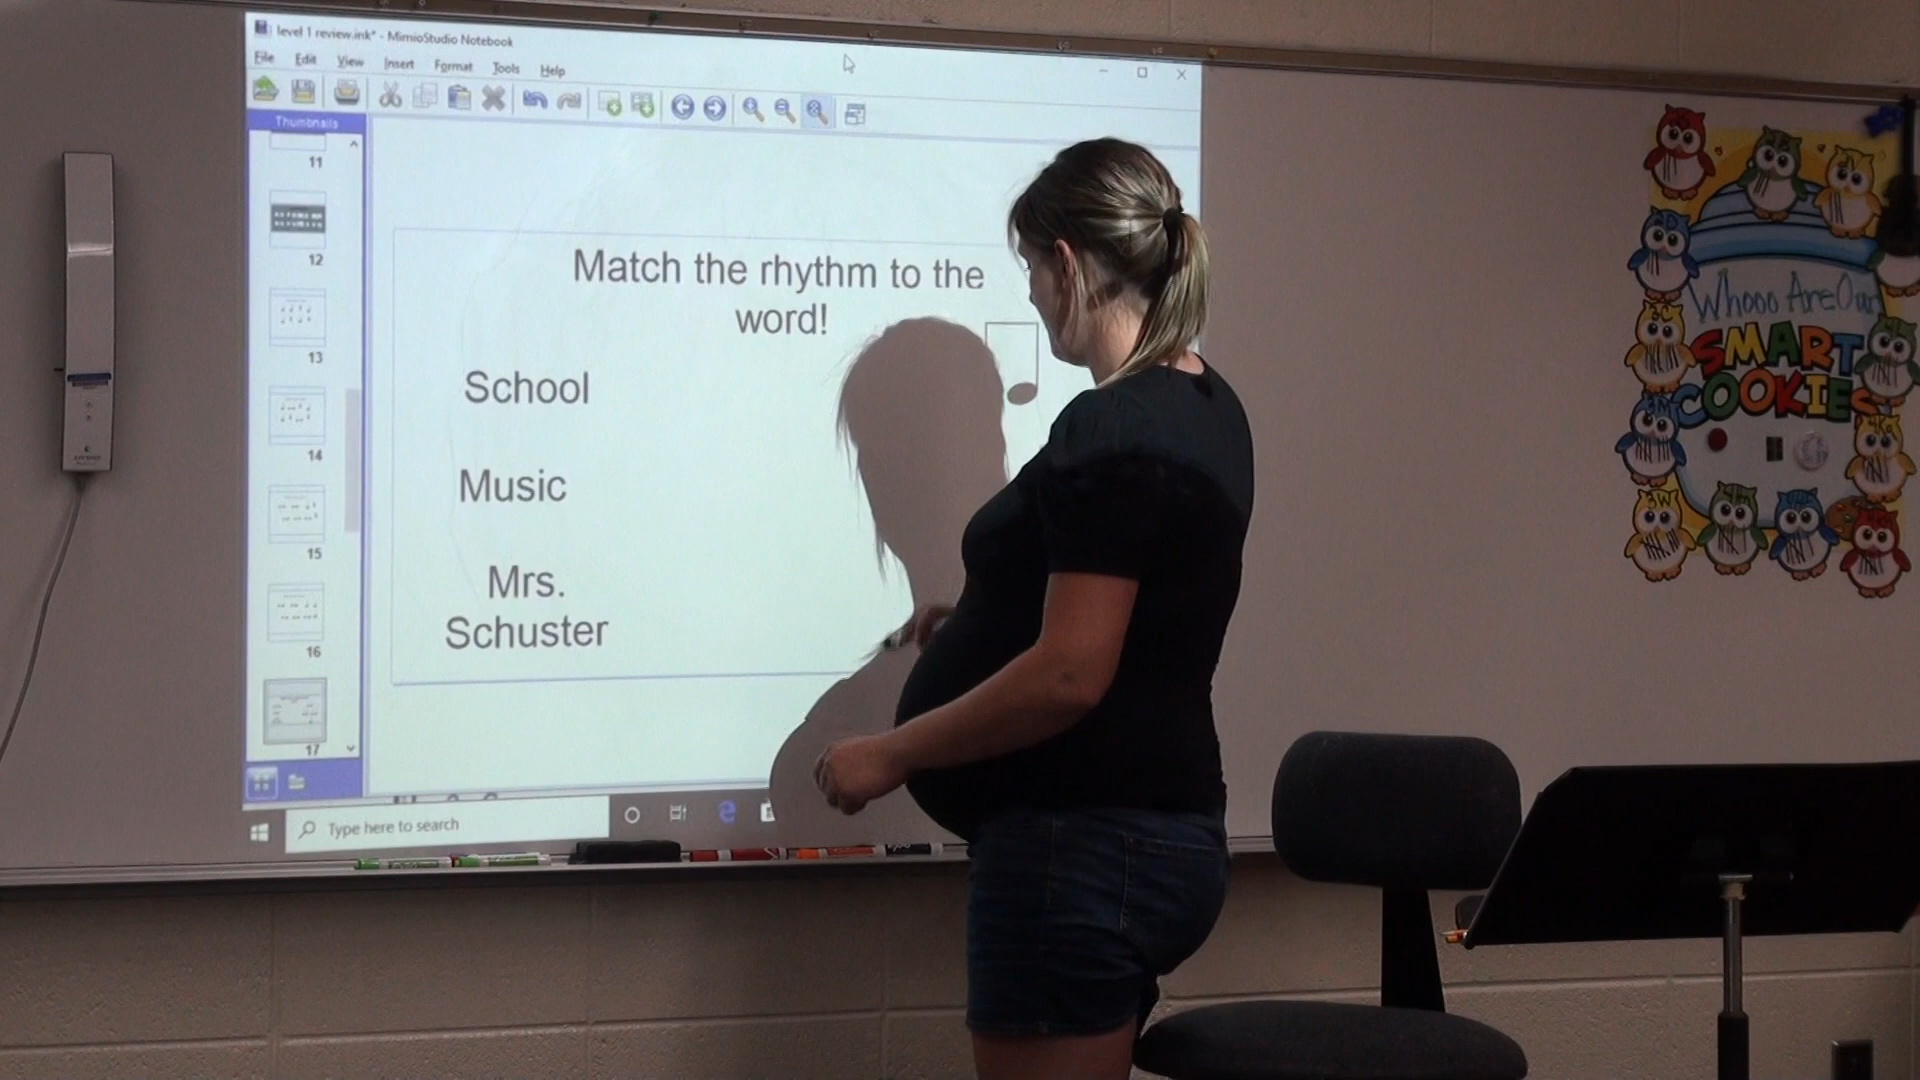 level 1 review.ink* - MimioStudio Notebook
File Edit View Insert Format Tools Help
Thumbnails
11
12
13
14
15
16
17
Match the rhythm to the
word!
School
Music
Mrs.
Schuster
Type here to search
Whooo Are Our
SMART
COOKIES